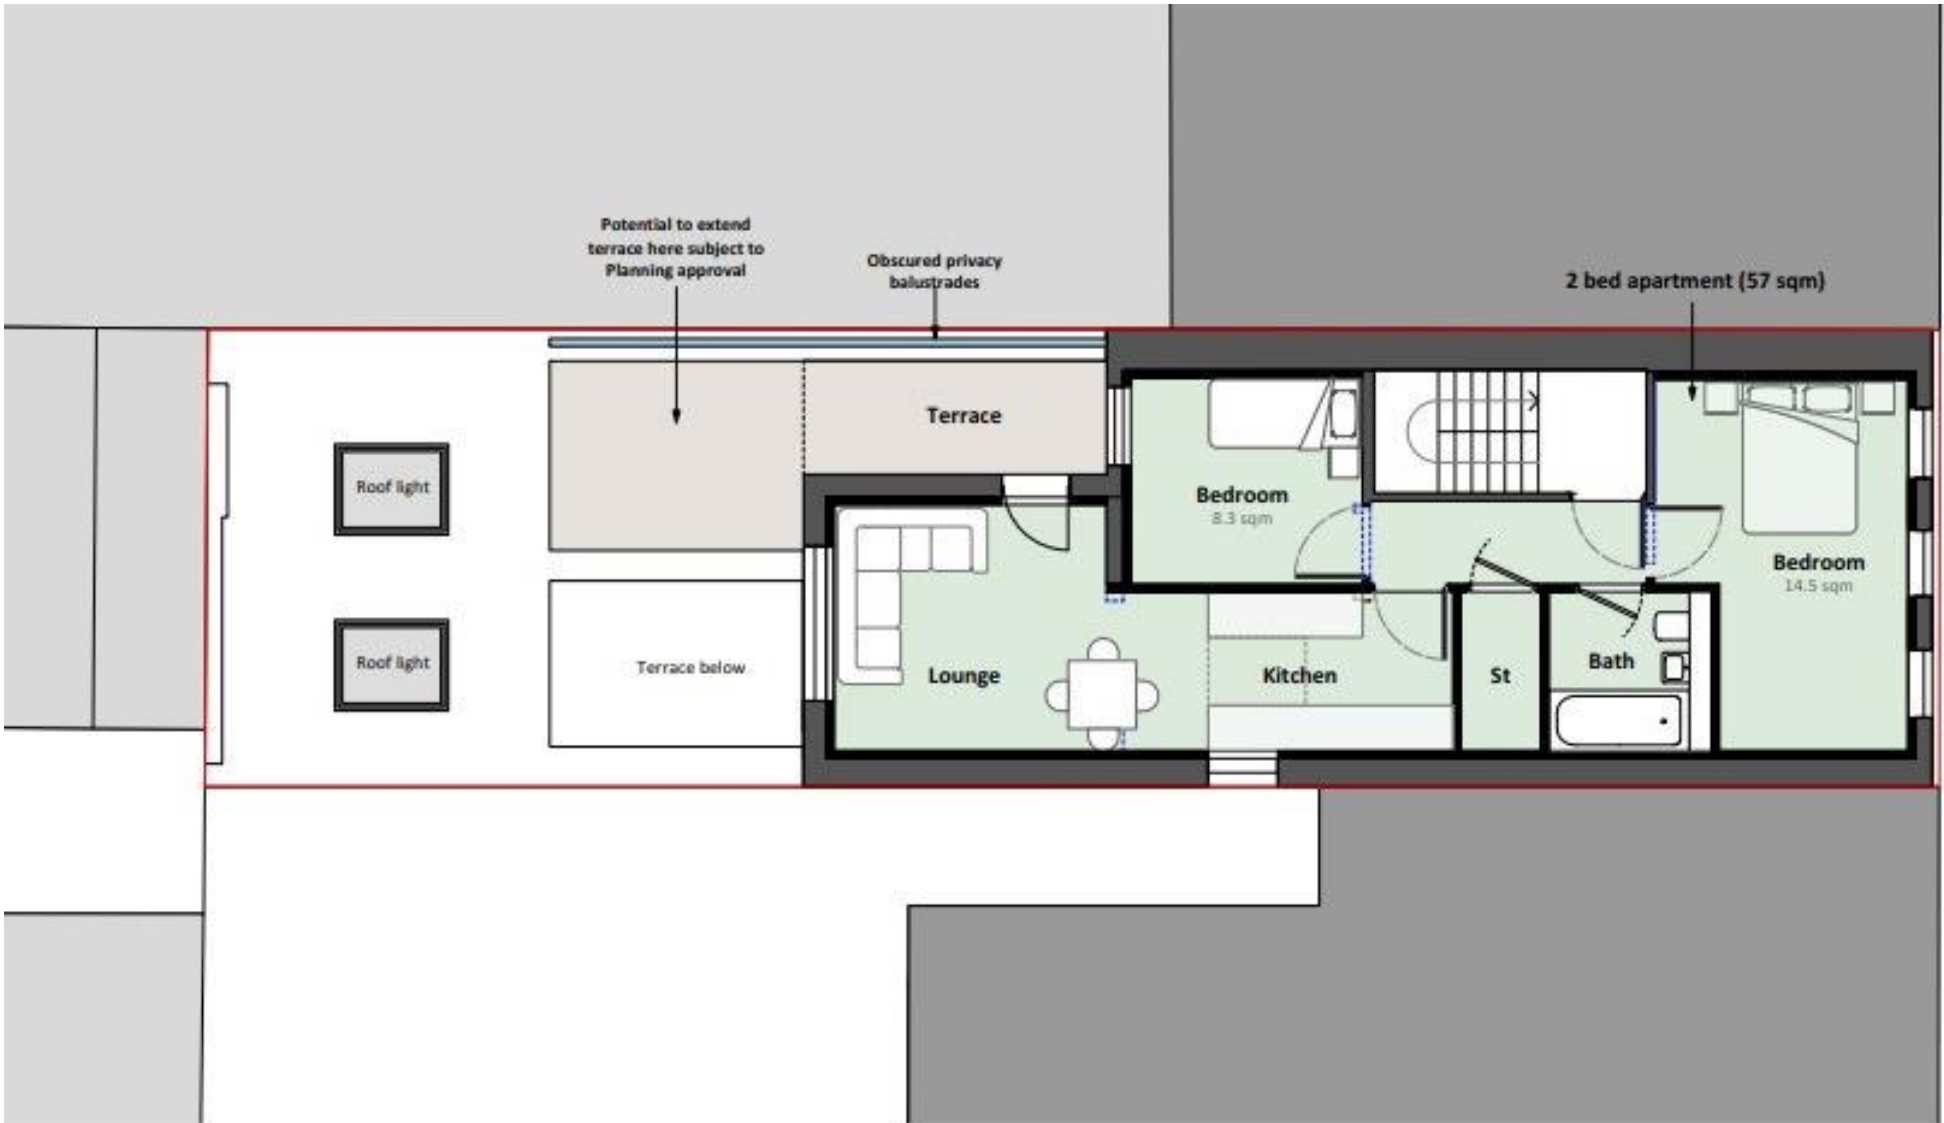 Potential to extend
terrace here subject to
Planning approval
Obscured privacy
balustrades
2 bed apartment (57 sqm)
Terrace
Roof light
Bedroom
8.3 sqm
Bedroom
14.5 sqm
Roof light
Terrace below
Lounge
Kitchen
St
Bath